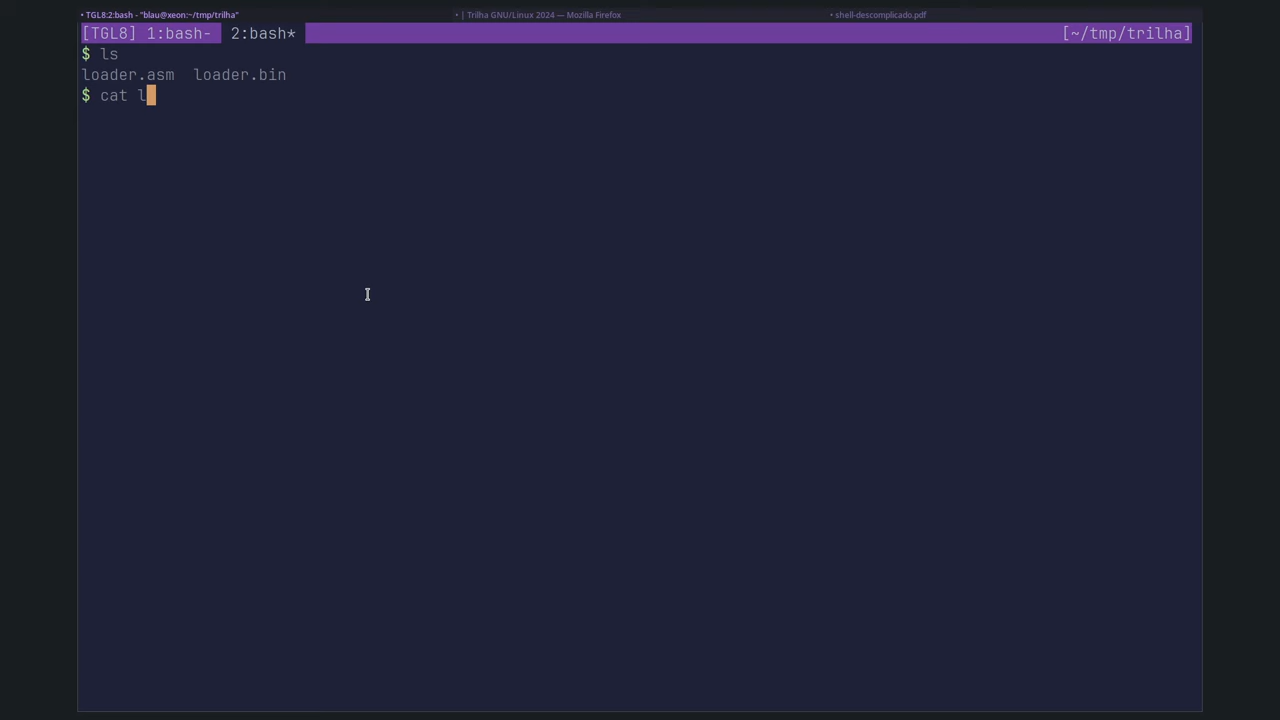 • TGL8:2:bash - "blau@xeon:~/tmp/trilha"
• | Trilha GNU/Linux 2024 — Mozilla Firefox
• shell-descomplicado.pdf
[TGL8] 1:bash- 2:bash* [~/tmp/trilha]
$ ls
loader.asm loader.bin
$ cat l